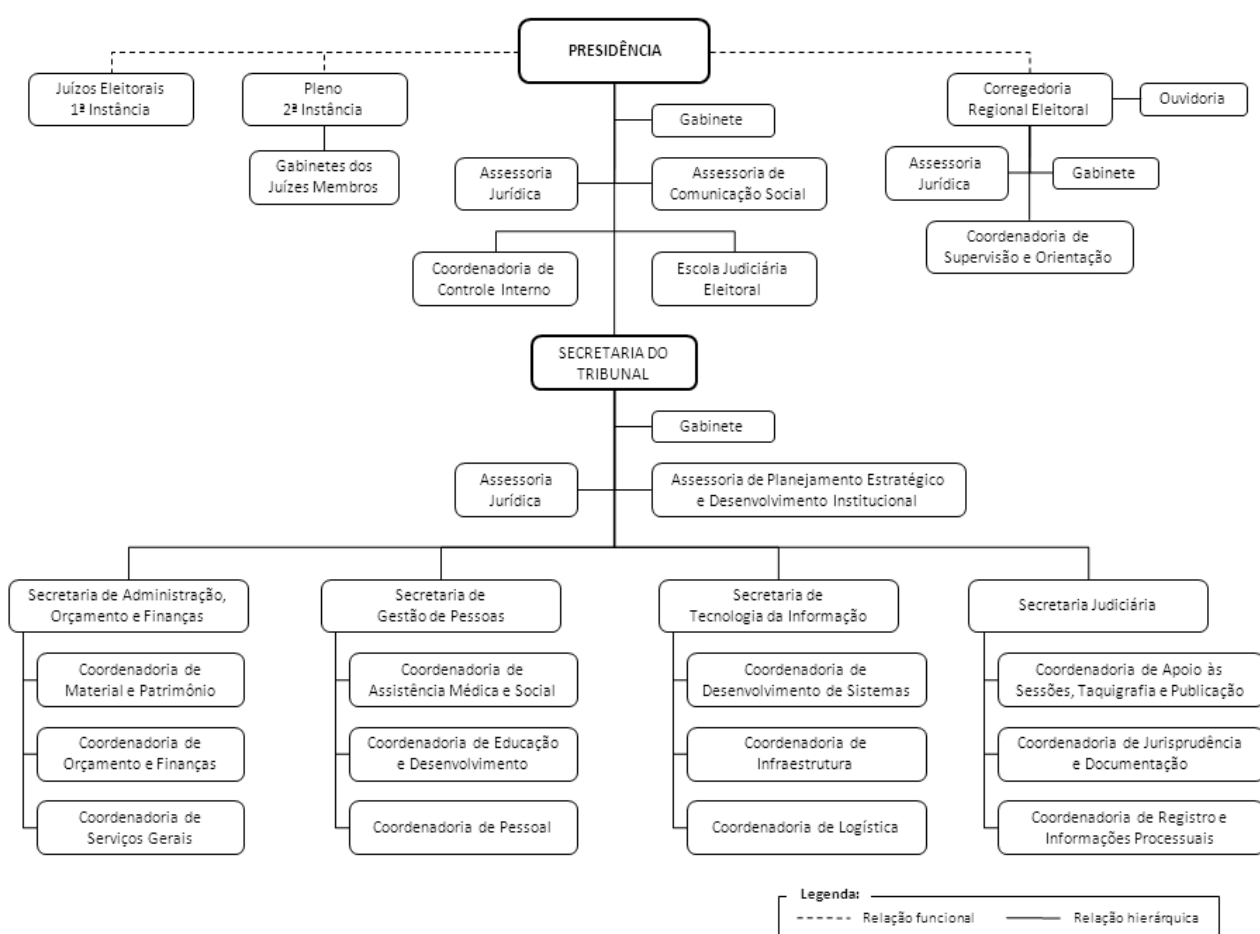 PRESIDÊNCIA
Juízos Eleitorais
1ª Instância
Pleno
2ª Instância
Gabinetes dos
Juízes Membros
Corregedoria
Regional Eleitoral
Ouvidoria
Assessoria
Jurídica
Gabinete
Coordenadoria de
Supervisão e Orientação
Gabinete
Assessoria
Jurídica
Assessoria de
Comunicação Social
Coordenadoria de
Controle Interno
Escola Judiciária
Eleitoral
SECRETARIA DO
TRIBUNAL
Gabinete
Assessoria
Jurídica
Assessoria de Planejamento Estratégico
e Desenvolvimento Institucional
Secretaria de Administração,
Orçamento e Finanças
Coordenadoria de
Material e Patrimônio
Coordenadoria de
Orçamento e Finanças
Coordenadoria de
Serviços Gerais
Secretaria de
Gestão de Pessoas
Coordenadoria de
Assistência Médica e Social
Coordenadoria de Educação
e Desenvolvimento
Coordenadoria de Pessoal
Secretaria de
Tecnologia da Informação
Coordenadoria de
Desenvolvimento de Sistemas
Coordenadoria de
Infraestrutura
Coordenadoria de Logística
Secretaria Judiciária
Coordenadoria de Apoio às
Sessões, Taquigrafia e Publicação
Coordenadoria de Jurisprudência
e Documentação
Coordenadoria de Registro e
Informações Processuais
Legenda:
Relação funcional
Relação hierárquica